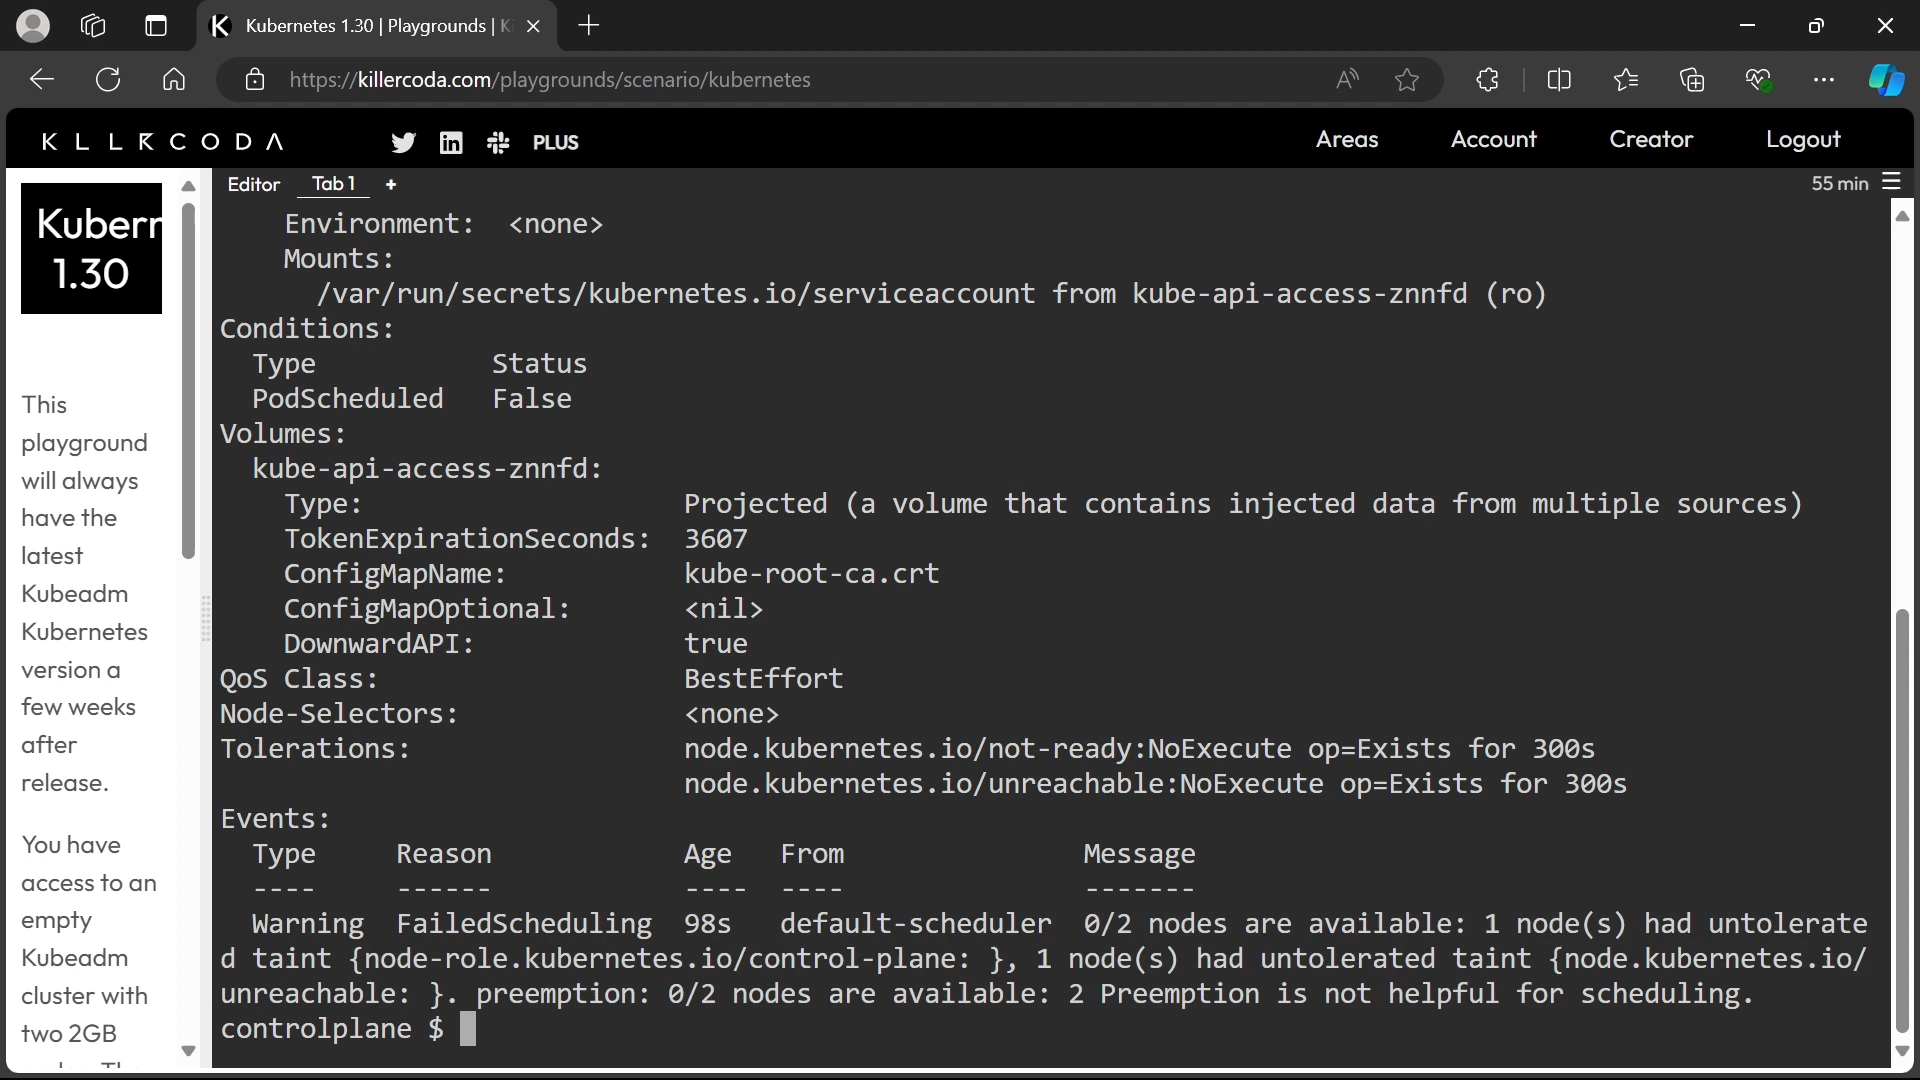 Kubernetes 1.30 | Playgrounds | Ki
https://killercoda.com/playgrounds/scenario/kubernetes
KLLRCODA
PLUS
Areas
Account
Creator
Logout
Kubern
1.30
This
playground
will always
have the
latest
Kubeadm
Kubernetes
version a
few weeks
after
release.
You have
access to an
empty
Kubeadm
cluster with
two 2GB
Editor Tab 1 +
55 min
Environment: <none>
Mounts:
/var/run/secrets/kubernetes.io/serviceaccount from kube-api-access-znnfd (ro)
Conditions:
Type Status
PodScheduled False
Volumes:
kube-api-access-znnfd:
Type: Projected (a volume that contains injected data from multiple sources)
TokenExpirationSeconds: 3607
ConfigMapName: kube-root-ca.crt
ConfigMapOptional: <nil>
DownwardAPI: true
QoS Class: BestEffort
Node-Selectors: <none>
Tolerations: node.kubernetes.io/not-ready:NoExecute op=Exists for 300s
node.kubernetes.io/unreachable:NoExecute op=Exists for 300s
Events:
Type Reason Age From Message
---- ------ ---- ---- -------
Warning FailedScheduling 98s default-scheduler 0/2 nodes are available: 1 node(s) had untolerate
d taint {node-role.kubernetes.io/control-plane: }, 1 node(s) had untolerated taint {node.kubernetes.io/
unreachable: }. preemption: 0/2 nodes are available: 2 Preemption is not helpful for scheduling.
controlplane $